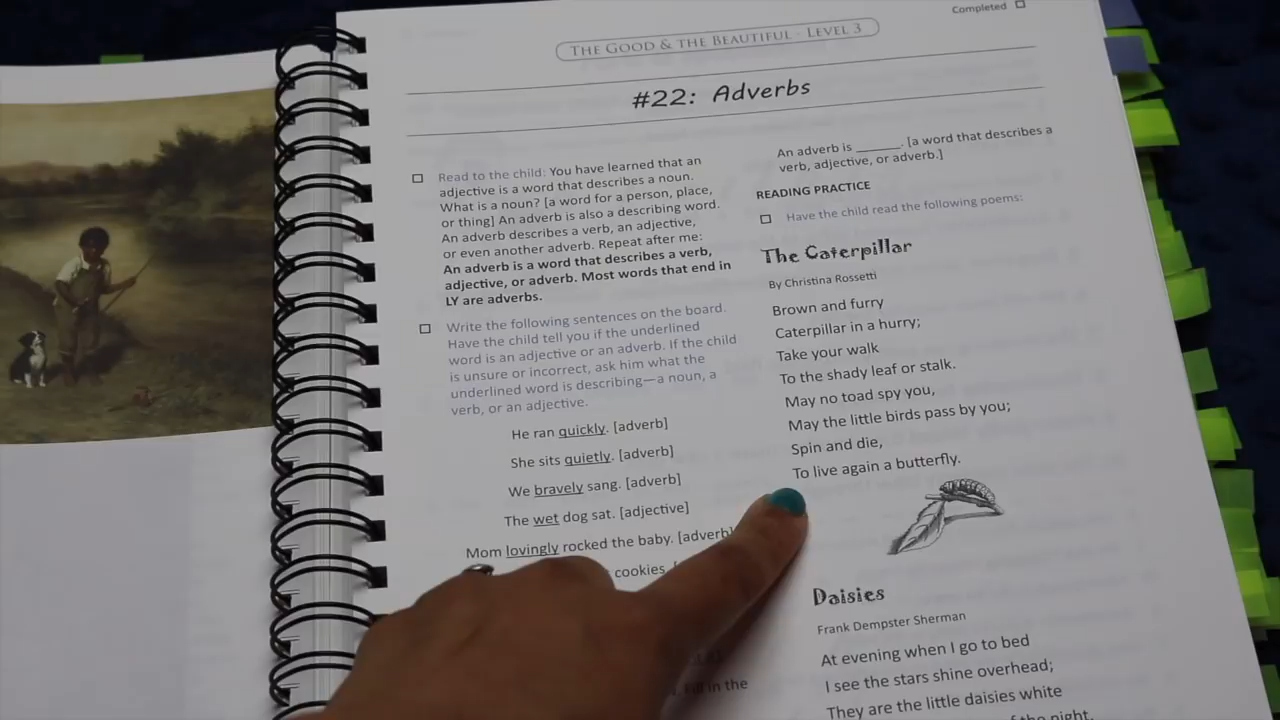 Completed
THE GOOD & THE BEAUTIFUL - LEVEL 3
#22: Adverbs
Read to the child: You have learned that an
adjective is a word that describes a noun.
What is a noun? [a word for a person, place,
or thing] An adverb is also a describing word.
An adverb describes a verb, an adjective,
or even another adverb. Repeat after me:
An adverb is a word that describes a verb,
adjective, or adverb. Most words that end in
LY are adverbs.
Write the following sentences on the board.
Have the child tell you if the underlined
word is an adjective or an adverb. If the child
is unsure or incorrect, ask him what the
underlined word is describing—a noun, a
verb, or an adjective.
He ran quickly. [adverb]
She sits quietly. [adverb]
We bravely sang. [adverb]
The wet dog sat. [adjective]
Mom lovingly rocked the baby. [adverb]
cookies.
Fill in the
An adverb is ______. [a word that describes a
verb, adjective, or adverb.]
READING PRACTICE
Have the child read the following poems:
The Caterpillar
By Christina Rossetti
Brown and furry
Caterpillar in a hurry;
Take your walk
To the shady leaf or stalk.
May no toad spy you,
May the little birds pass by you;
Spin and die,
To live again a butterfly.
Daisies
Frank Dempster Sherman
At evening when I go to bed
I see the stars shine overhead;
They are the little daisies white
of the night.